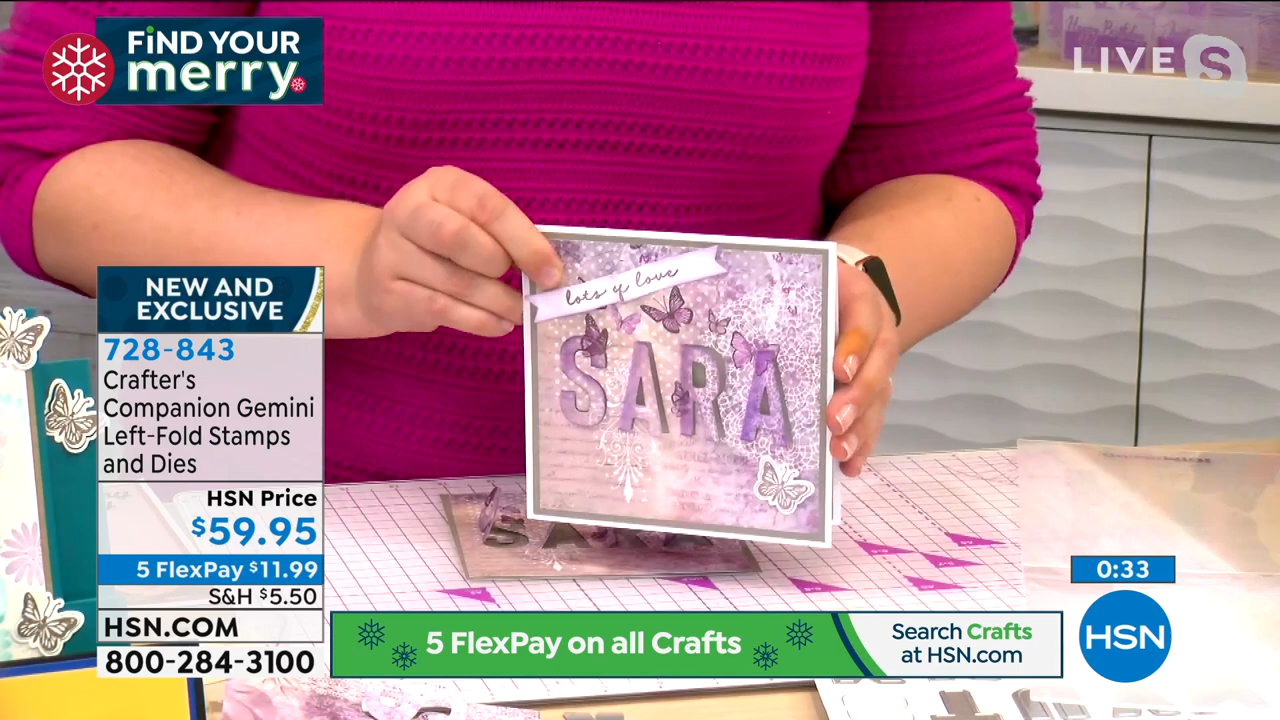 FiNDYOUR
merry
LIVE S
lots of love
SARA
NEW AND
EXCLUSIVE
728-843
Crafter's
Companion Gemini
Left-Fold Stamps
and Dies
HSN Price
$59.95
5 FlexPay $11.99
S&H $5.50
HSN.COM
800-284-3100
5 FlexPay on all Crafts
Search Crafts
at HSN.com
0:33
HSN